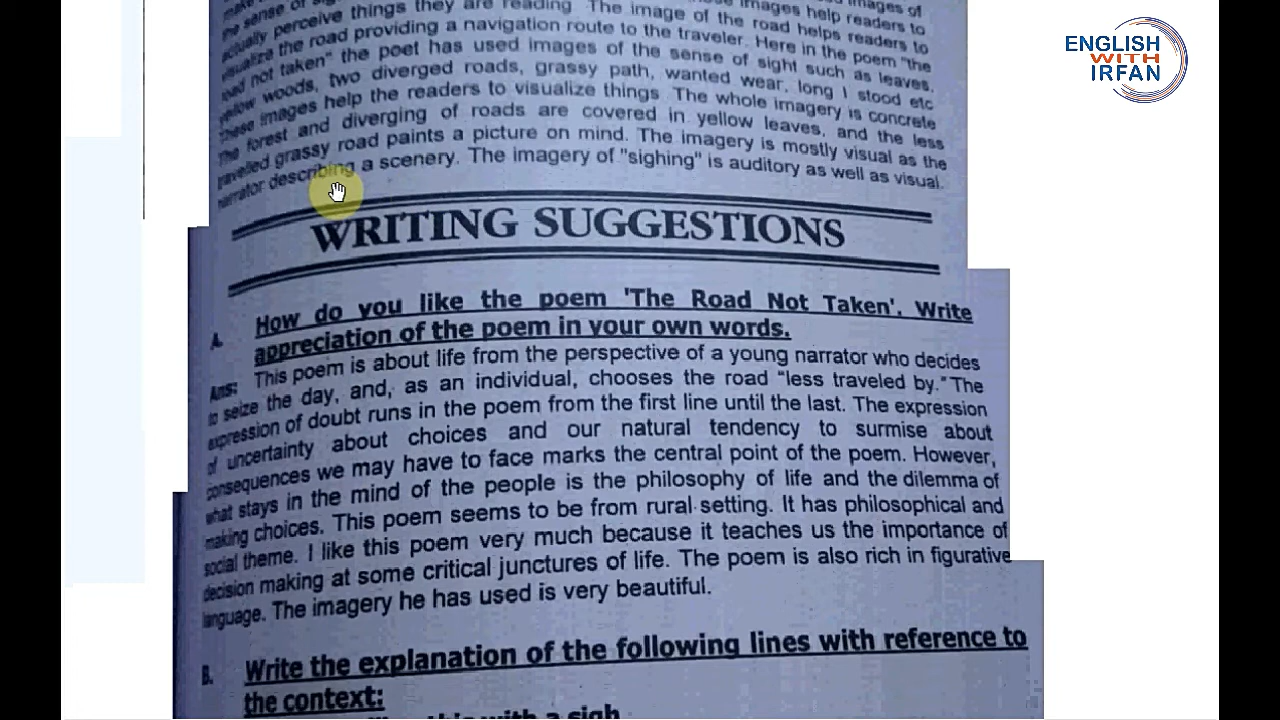 images of
images help readers to
actually perceive things they are reading. The image of the road helps readers to
visualize the road providing a navigation route to the traveler. Here in the poem "the
road not taken" the poet has used images of the sense of sight such as leaves,
yellow woods, two diverged roads, grassy path, wanted wear, long I stood etc
These images help the readers to visualize things. The whole imagery is concrete
The forest and diverging of roads are covered in yellow leaves, and the less
travelled grassy road paints a picture on mind. The imagery is mostly visual as the
narrator describing a scenery. The imagery of "sighing" is auditory as well as visual.
ENGLISH
WITH
IRFAN
WRITING SUGGESTIONS
A. How do you like the poem 'The Road Not Taken'. Write
appreciation of the poem in your own words.
Ans: This poem is about life from the perspective of a young narrator who decides
to seize the day, and, as an individual, chooses the road "less traveled by." The
expression of doubt runs in the poem from the first line until the last. The expression
of uncertainty about choices and our natural tendency to surmise about
consequences we may have to face marks the central point of the poem. However,
what stays in the mind of the people is the philosophy of life and the dilemma of
making choices. This poem seems to be from rural setting. It has philosophical and
social theme. I like this poem very much because it teaches us the importance of
decision making at some critical junctures of life. The poem is also rich in figurative
language. The imagery he has used is very beautiful.
B. Write the explanation of the following lines with reference to
the context:
this with a sigh